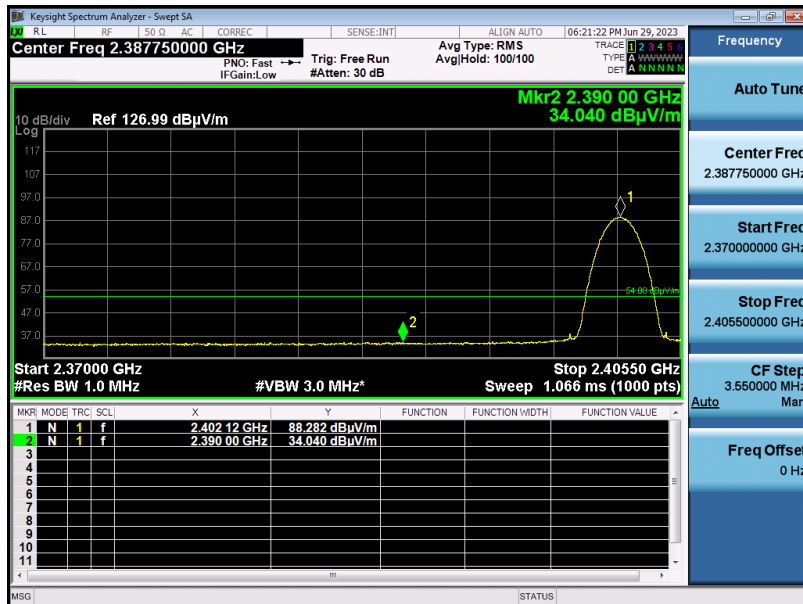 Keysight Spectrum Analyzer - Swept SA
LXI RL RF 50 Ω AC CORREC SENSE:INT ALIGN AUTO 06:21:22 PM Jun 29, 2023
Center Freq 2.387750000 GHz
PNO: Fast
IFGain:Low
Trig: Free Run
#Atten: 30 dB
Avg Type: RMS
Avg|Hold: 100/100
TRACE 1 2 3 4 5 6
TYPE A WWWWW
DET A N N N N N
Mkr2 2.390 00 GHz
34.040 dBµV/m
10 dB/div Ref 126.99 dBµV/m
Log
117
107
97.0
87.0
77.0
67.0
57.0
47.0
37.0
1
54.00 dBµV/m
2
Start 2.37000 GHz Stop 2.40550 GHz
#Res BW 1.0 MHz #VBW 3.0 MHz* Sweep 1.066 ms (1000 pts)
MKR MODE TRC SCL X Y FUNCTION FUNCTION WIDTH FUNCTION VALUE
1 N 1 f 2.402 12 GHz 88.282 dBµV/m
2 N 1 f 2.390 00 GHz 34.040 dBµV/m
3
4
5
6
7
8
9
10
11
MSG STATUS
Frequency
Auto Tune
Center Freq
2.387750000 GHz
Start Freq
2.370000000 GHz
Stop Freq
2.405500000 GHz
CF Step
3.550000 MHz
Auto Man
Freq Offset
0 Hz